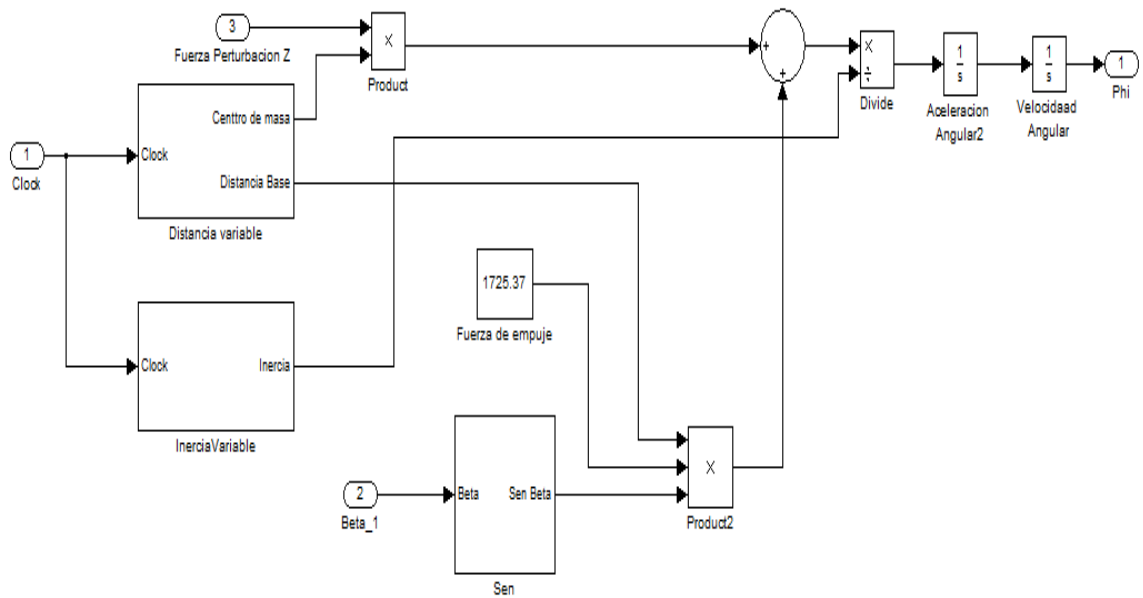 3
Fuerza Perturbacion Z
Product
Divide
1
s
Aceleracion
Angular2
1
s
Velocidaad
Angular
1
Phi
1
Clock
Clock
Centtro de masa
Distancia Base
Distancia variable
1725.37
Fuerza de empuje
Clock
Inercia
InerciaVariable
2
Beta_1
Beta
Sen Beta
Sen
Product2